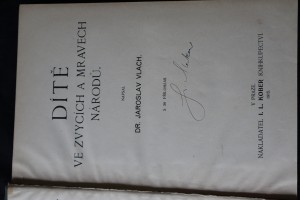 DÍTĚ
VE ZVYCÍCH A MRAVECH
NÁRODŮ.
NAPSAL
DR. JAROSLAV VLACH.
V PRAZE.
NAKLADATEL I. L. KOBER KNIHKUPECTVÍ